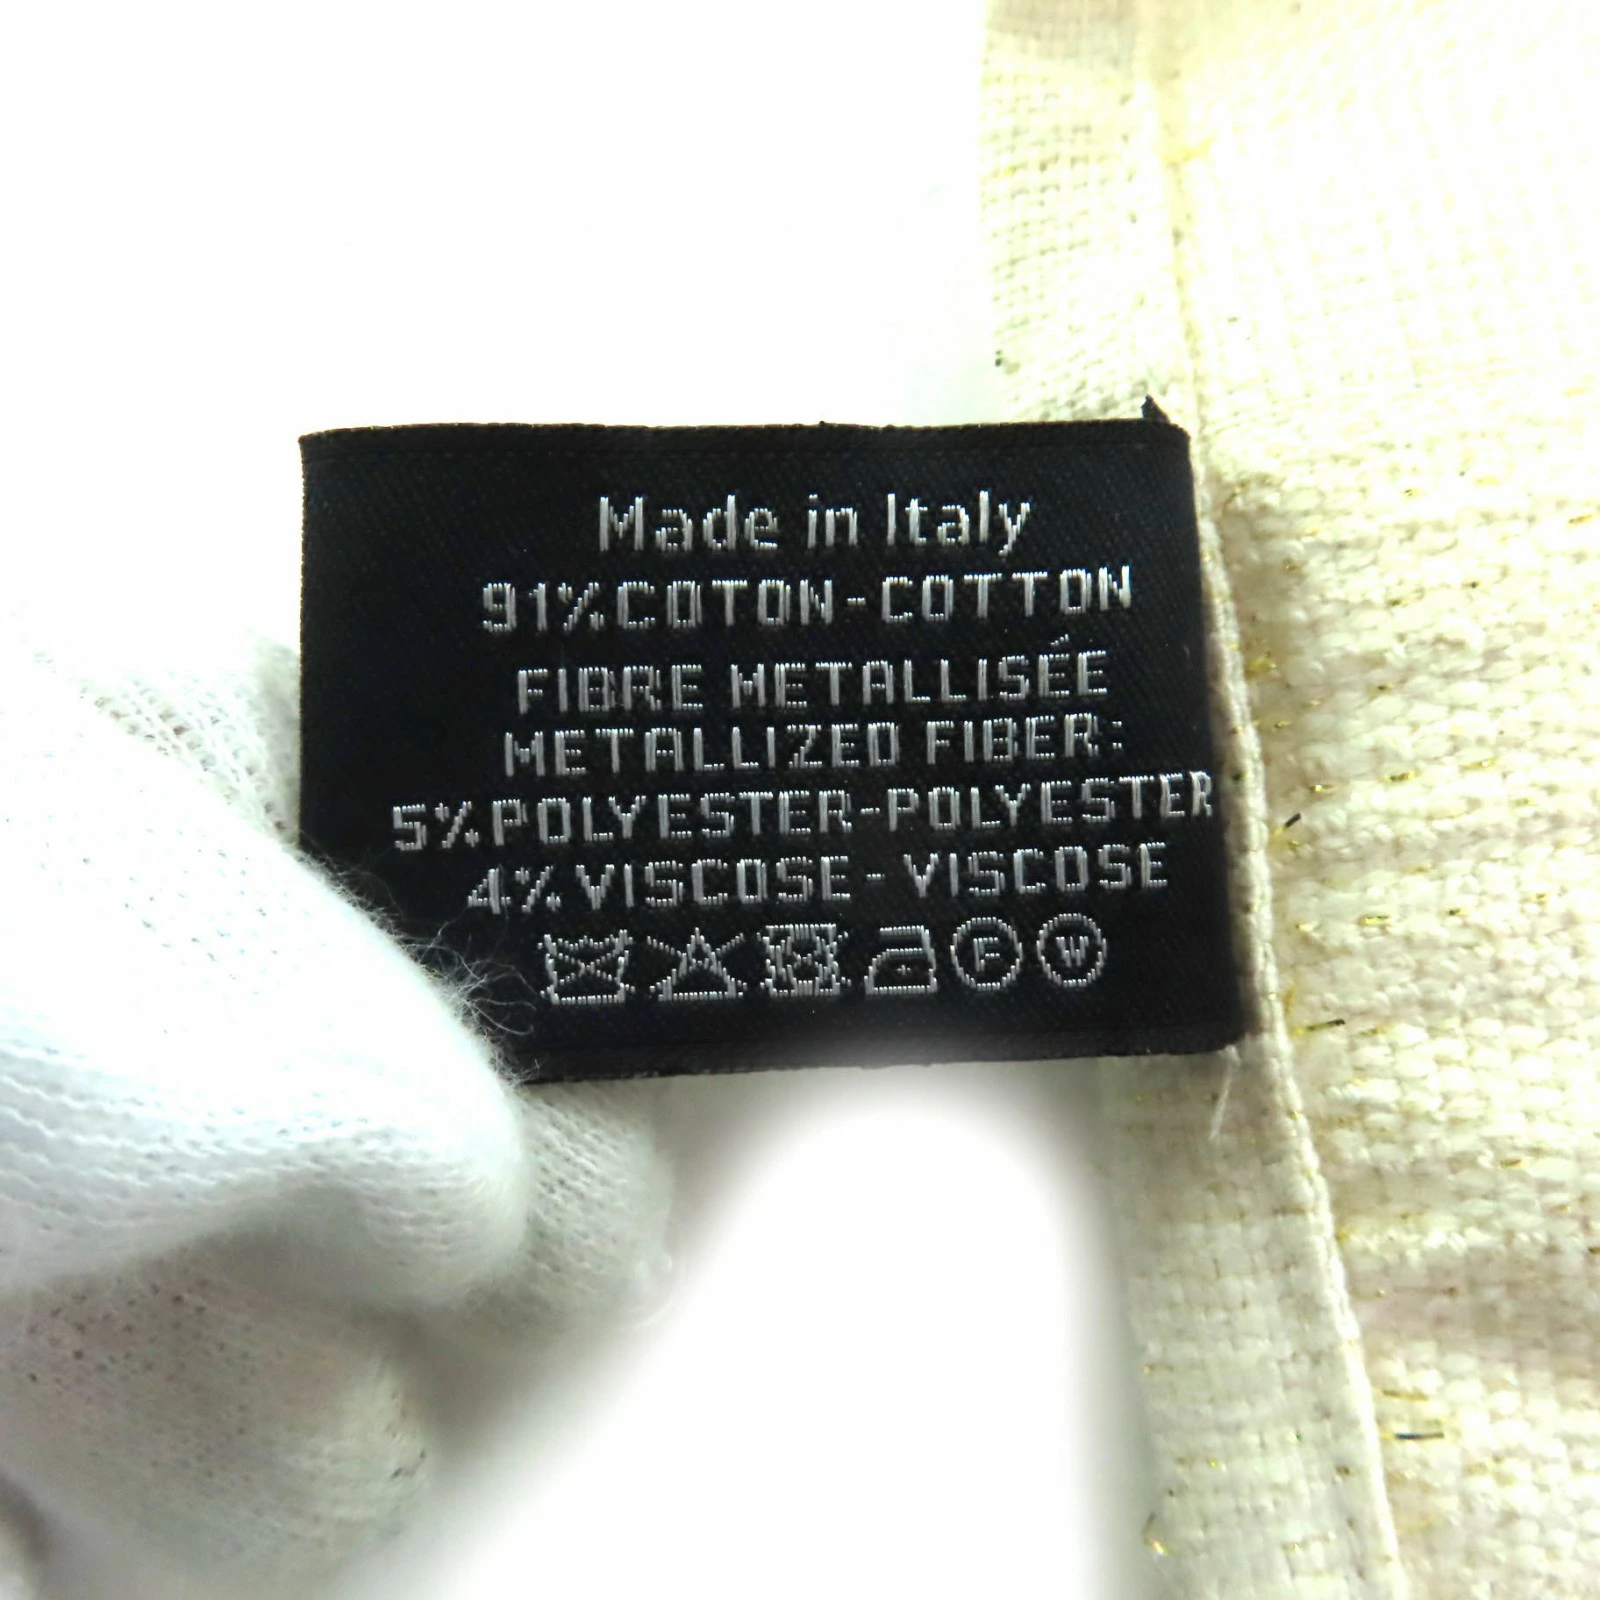 Made in Italy
91% COTON - COTTON
FIBRE METALLISÉE
METALLIZED FIBER:
5% POLYESTER-POLYESTER
4% VISCOSE - VISCOSE
F W